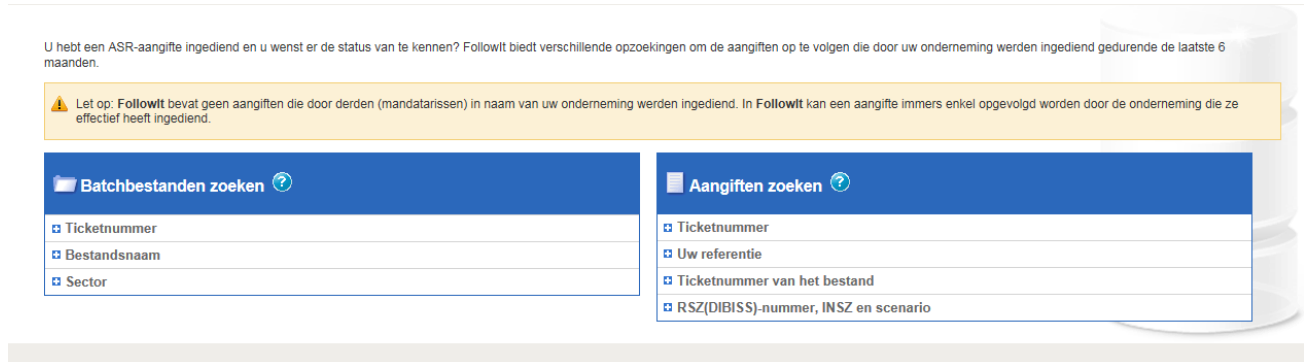 U hebt een ASR-aangifte ingediend en u wenst er de status van te kennen? FollowIt biedt verschillende opzoekingen om de aangiften op te volgen die door uw onderneming werden ingediend gedurende de laatste 6
maanden.
Let op: FollowIt bevat geen aangiften die door derden (mandatarissen) in naam van uw onderneming werden ingediend. In FollowIt kan een aangifte immers enkel opgevolgd worden door de onderneming die ze
effectief heeft ingediend.
Batchbestanden zoeken ?
Ticketnummer
Bestandsnaam
Sector
Aangiften zoeken ?
Ticketnummer
Uw referentie
Ticketnummer van het bestand
RSZ(DIBISS)-nummer, INSZ en scenario